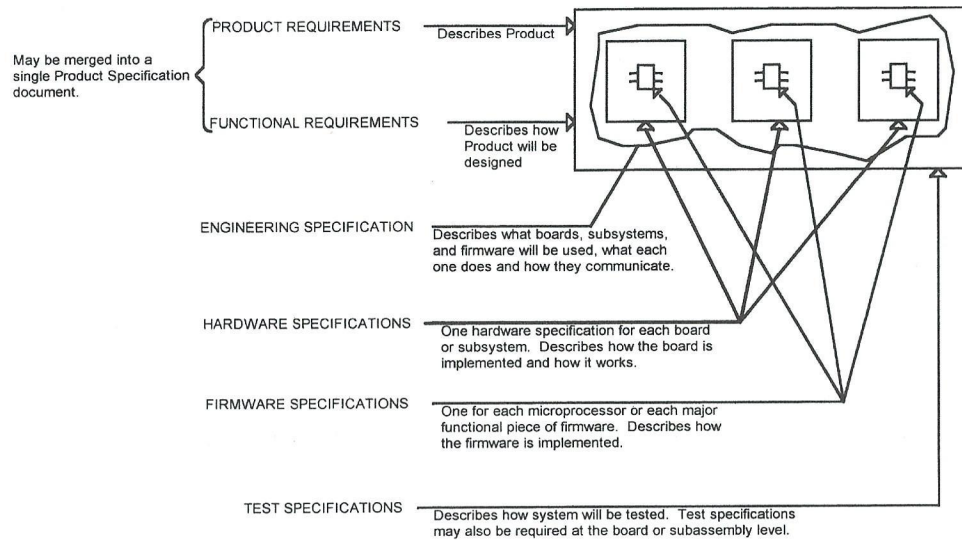 PRODUCT REQUIREMENTS
Describes Product
May be merged into a
single Product Specification
document.
FUNCTIONAL REQUIREMENTS
Describes how
Product will be
designed
ENGINEERING SPECIFICATION
Describes what boards, subsystems,
and firmware will be used, what each
one does and how they communicate.
HARDWARE SPECIFICATIONS
One hardware specification for each board
or subsystem. Describes how the board is
implemented and how it works.
FIRMWARE SPECIFICATIONS
One for each microprocessor or each major
functional piece of firmware. Describes how
the firmware is implemented.
TEST SPECIFICATIONS
Describes how system will be tested. Test specifications
may also be required at the board or subassembly level.